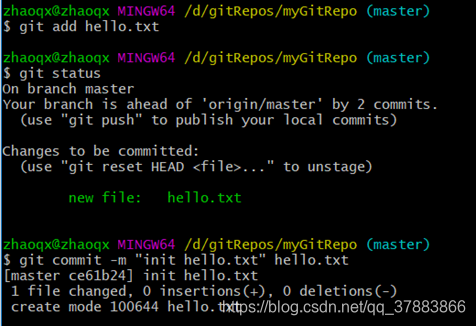 zhaoqx@zhaoqx MINGW64 /d/gitRepos/myGitRepo (master)
$ git add hello.txt
zhaoqx@zhaoqx MINGW64 /d/gitRepos/myGitRepo (master)
$ git status
On branch master
Your branch is ahead of 'origin/master' by 2 commits.
(use "git push" to publish your local commits)
Changes to be committed:
(use "git reset HEAD <file>..." to unstage)
new file: hello.txt
zhaoqx@zhaoqx MINGW64 /d/gitRepos/myGitRepo (master)
$ git commit -m "init hello.txt" hello.txt
[master ce61b24] init hello.txt
1 file changed, 0 insertions(+), 0 deletions(-)
create mode 100644 hello.txt
https://blog.csdn.net/qq_37883866